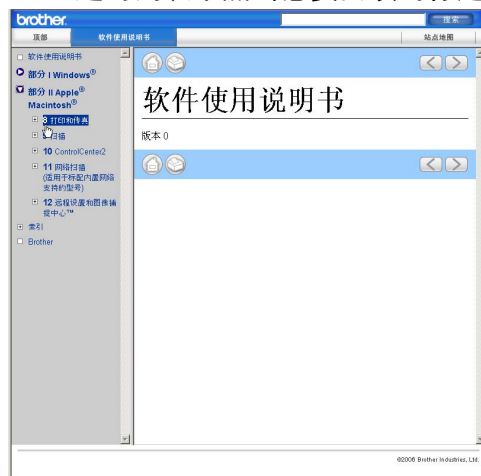 brother.
搜索
顶部
软件使用说明书
站点地图
软件使用说明书
部分 I Windows®
部分 II Apple® Macintosh®
8 打印和传真
9 扫描
10 ControlCenter2
11 网络扫描
(适用于标配内置网络
支持的型号)
12 远程设置和图像捕
捉中心™
索引
Brother
软件使用说明书
版本 0
©2006 Brother Industries, Ltd.